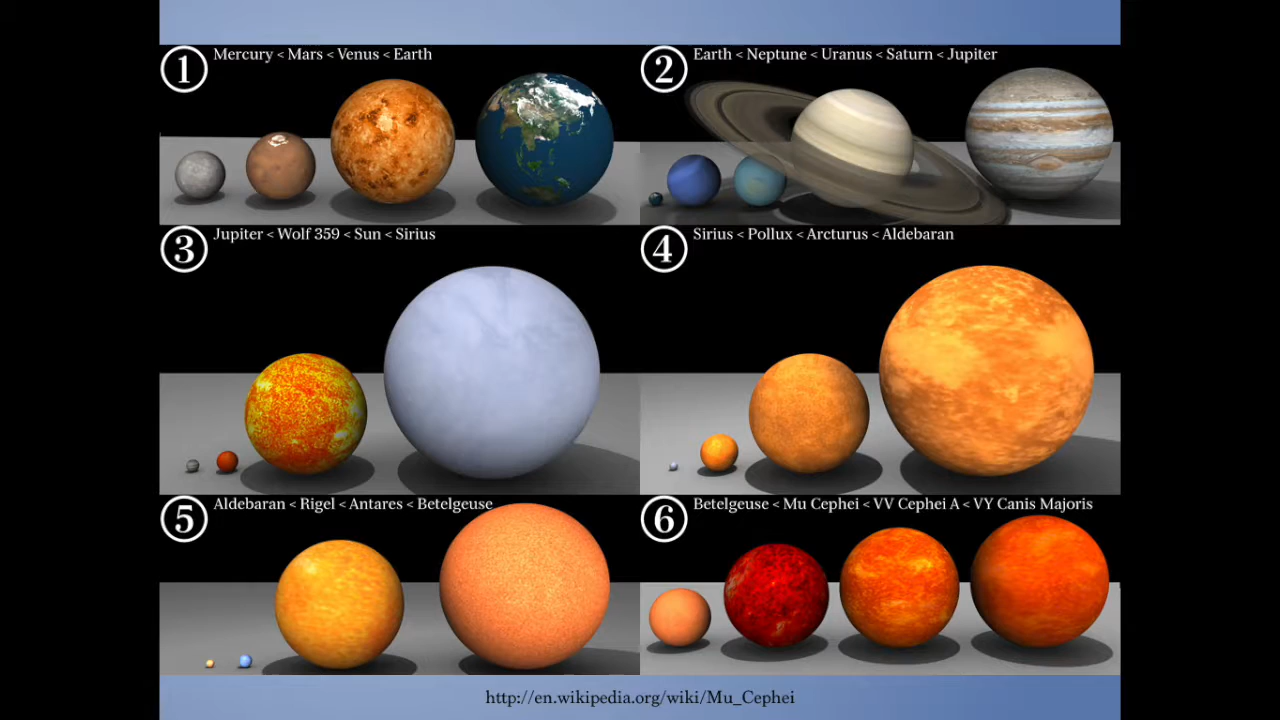 1 Mercury < Mars < Venus < Earth
2 Earth < Neptune < Uranus < Saturn < Jupiter
3 Jupiter < Wolf 359 < Sun < Sirius
4 Sirius < Pollux < Arcturus < Aldebaran
5 Aldebaran < Rigel < Antares < Betelgeuse
6 Betelgeuse < Mu Cephei < VV Cephei A < VY Canis Majoris
http://en.wikipedia.org/wiki/Mu_Cephei